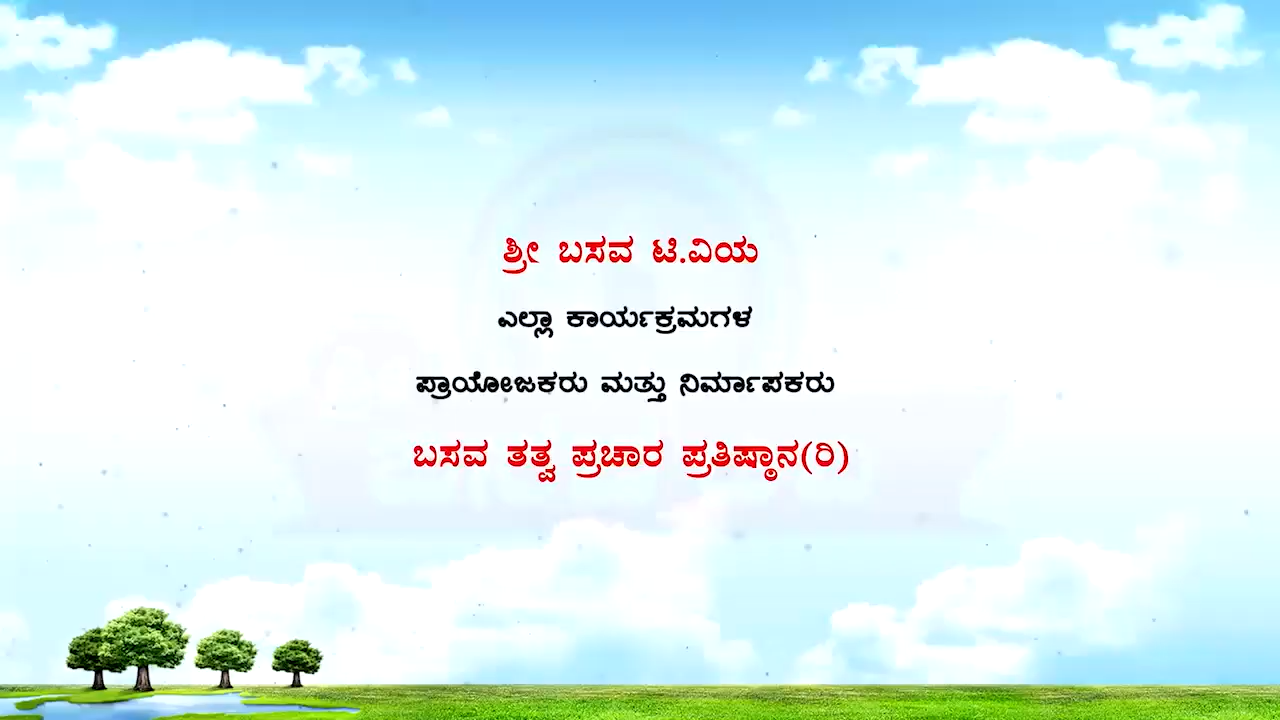 ಶ್ರೀ ಬಸವ ಟಿ.ವಿಯ
ಎಲ್ಲಾ ಕಾರ್ಯಕ್ರಮಗಳ
ಪ್ರಾಯೋಜಕರು ಮತ್ತು ನಿರ್ಮಾಪಕರು
ಬಸವ ತತ್ವ ಪ್ರಚಾರ ಪ್ರತಿಷ್ಠಾನ(ರಿ)